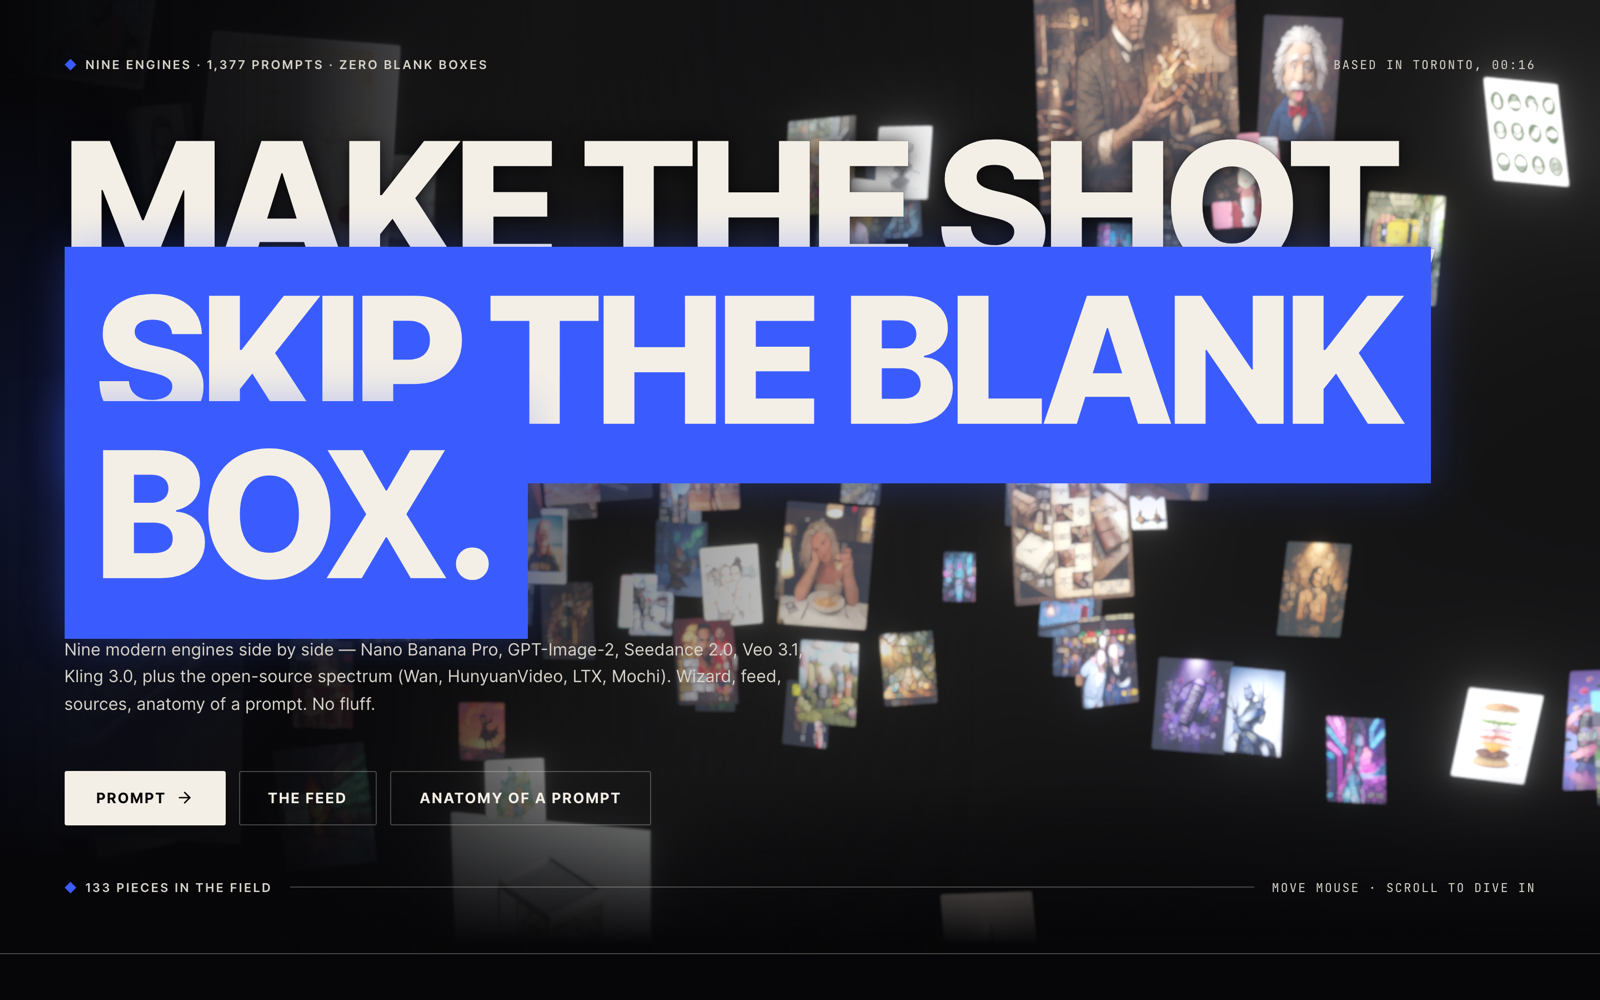 NINE ENGINES · 1,377 PROMPTS · ZERO BLANK BOXES
BASED IN TORONTO, 00:16
MAKE THE SHOT
SKIP THE BLANK
BOX.
Nine modern engines side by side — Nano Banana Pro, GPT-Image-2, Seedance 2.0, Veo 3.1,
Kling 3.0, plus the open-source spectrum (Wan, HunyuanVideo, LTX, Mochi). Wizard, feed,
sources, anatomy of a prompt. No fluff.
PROMPT →
THE FEED
ANATOMY OF A PROMPT
133 PIECES IN THE FIELD
MOVE MOUSE · SCROLL TO DIVE IN